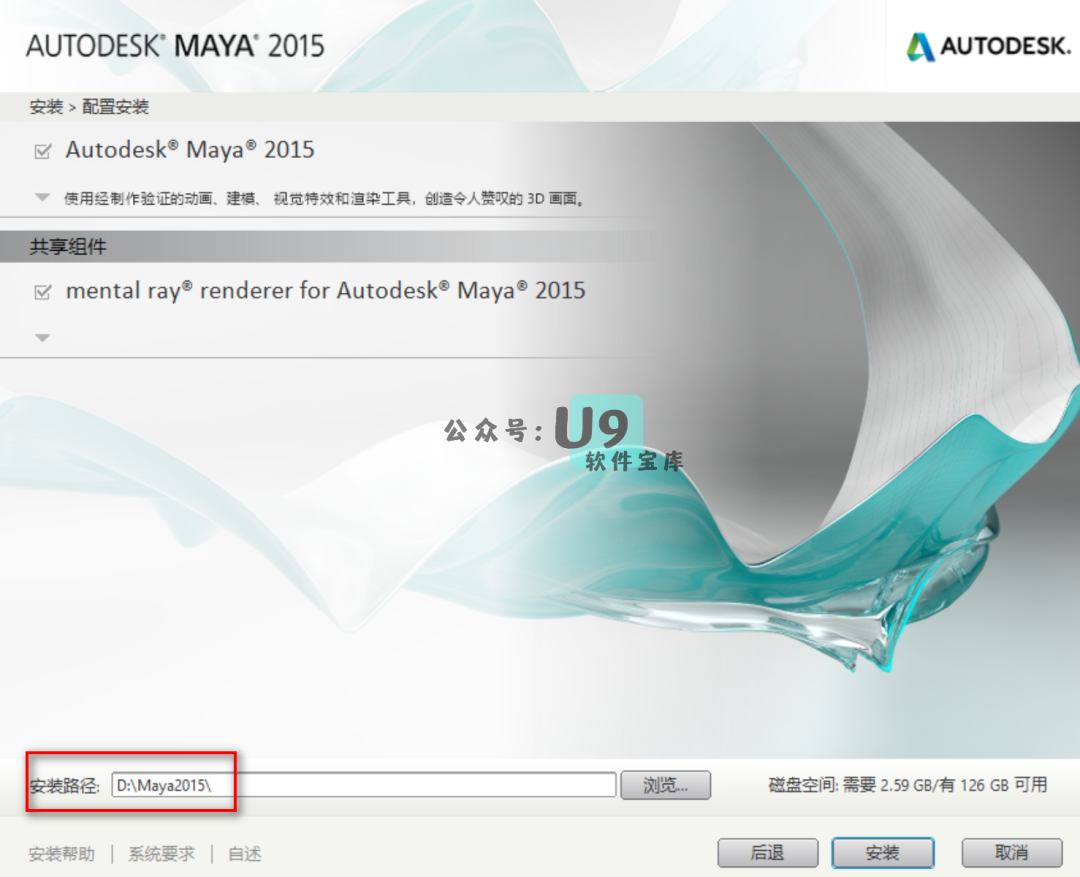 AUTODESK® MAYA® 2015
AUTODESK.
安装 > 配置安装
Autodesk® Maya® 2015
使用经制作验证的动画、建模、视觉特效和渲染工具，创造令人赞叹的 3D 画面。
共享组件
mental ray® renderer for Autodesk® Maya® 2015
公众号: U9
软件宝库
安装路径: D:\Maya2015\ 浏览... 磁盘空间: 需要 2.59 GB/有 126 GB 可用
安装帮助 | 系统要求 | 自述 后退 安装 取消